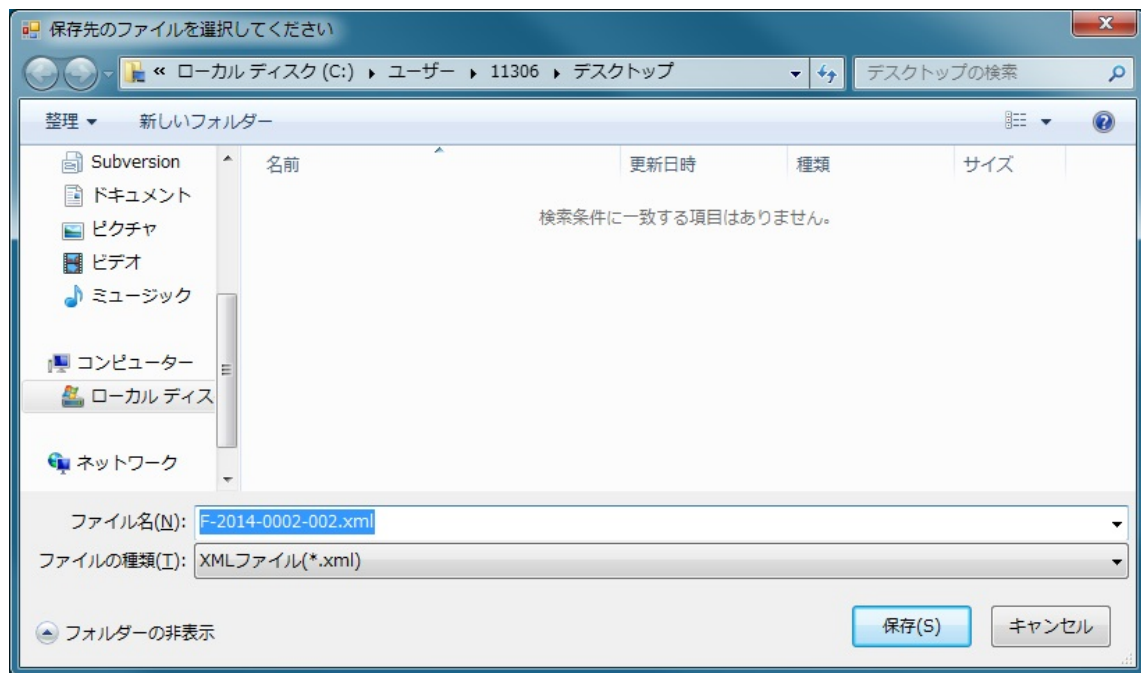 保存先のファイルを選択してください
« ローカル ディスク (C:) ▸ ユーザー ▸ 11306 ▸ デスクトップ
デスクトップの検索
整理 ▼ 新しいフォルダー
Subversion
ドキュメント
ピクチャ
ビデオ
ミュージック
コンピューター
ローカル ディス
ネットワーク
名前 更新日時 種類 サイズ
検索条件に一致する項目はありません。
ファイル名(N): F-2014-0002-002.xml
ファイルの種類(T): XMLファイル(*.xml)
フォルダーの非表示 保存(S) キャンセル